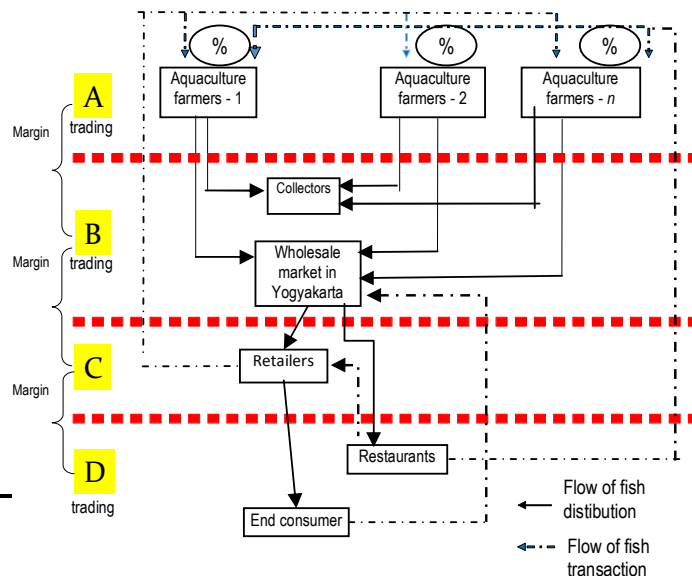 %
%
%
Aquaculture
farmers - 1
Aquaculture
farmers - 2
Aquaculture
farmers - n
A
trading
Margin
Collectors
B
trading
Margin
Wholesale
market in
Yogyakarta
Retailers
C
Margin
Restaurants
D
trading
End consumer
Flow of fish
distibution
Flow of fish
transaction